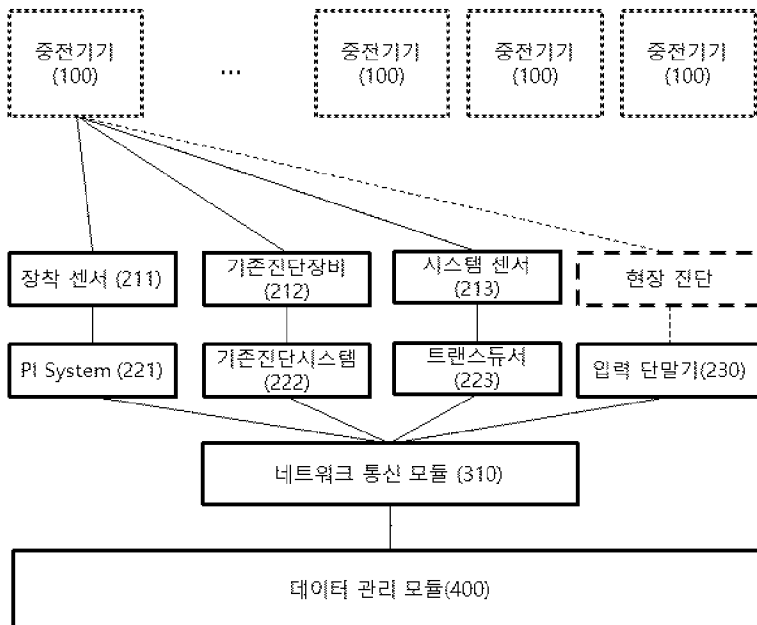 중전기기
(100)
...
중전기기
(100)
중전기기
(100)
중전기기
(100)
장착 센서 (211)
기존진단장비
(212)
시스템 센서
(213)
현장 진단
PI System (221)
기존진단시스템
(222)
트랜스듀서
(223)
입력 단말기(230)
네트워크 통신 모듈 (310)
데이터 관리 모듈(400)